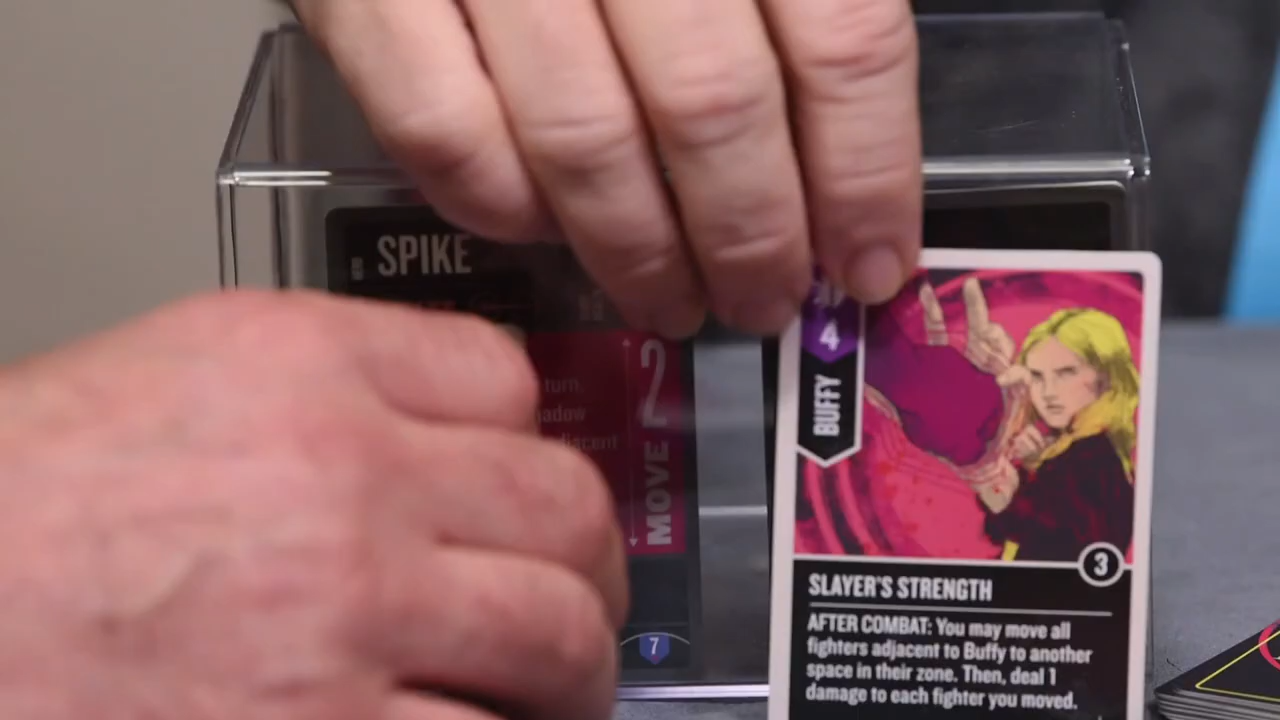 SPIKE
turn.
MOVE 2
7
4
BUFFY
3
SLAYER'S STRENGTH
AFTER COMBAT: You may move all
fighters adjacent to Buffy to another
space in their zone. Then, deal 1
damage to each fighter you moved.